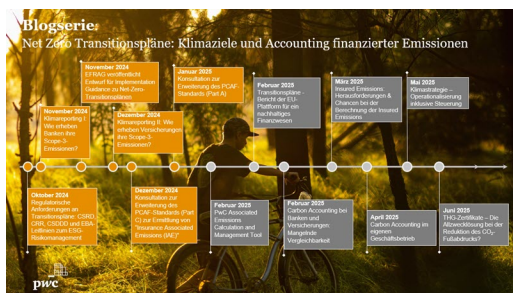 Blogserie
Net Zero Transitionspläne: Klimaziele und Accounting finanzierter Emissionen
November 2024
EFRAG veröffentlicht
Entwurf für Implementation
Guidance zu Net-Zero-
Transitionsplänen
Januar 2025
Konsultation zur
Erweiterung des PCAF-
Standards (Part A)
Februar 2025
Transitionspläne -
Bericht der EU-
Plattform für ein
nachhaltiges
Finanzwesen
März 2025
Insured Emissions:
Herausforderungen &
Chancen bei der
Berechnung der Insured
Emissions
Mai 2025
Klimastrategie –
Operationalisierung
inklusive Steuerung
November 2024
Klimareporting I:
Wie erheben
Banken ihre
Scope-3-
Emissionen?
Dezember 2024
Klimareporting II: Wie
erheben Versicherungen
ihre Scope-3-
Emissionen?
Oktober 2024
Regulatorische
Anforderungen an
Transitionspläne: CSRD,
CRR, CSDDD und EBA-
Leitlinien zum ESG-
Risikomanagement
Dezember 2024
Konsultation zur
Erweiterung des
PCAF-Standards (Part
C) zur Ermittlung von
"Insurance Associated
Emissions (IAE)"
Februar 2025
PwC Associated
Emissions
Calculation and
Management Tool
Februar 2025
Carbon Accounting bei
Banken und
Versicherungen:
Mangelnde
Vergleichbarkeit
April 2025
Carbon Accounting im
eigenen
Geschäftsbetrieb
Juni 2025
THG-Zertifikate – Die
Allzwecklösung bei der
Reduktion des CO₂-
Fußabdrucks?
pwc